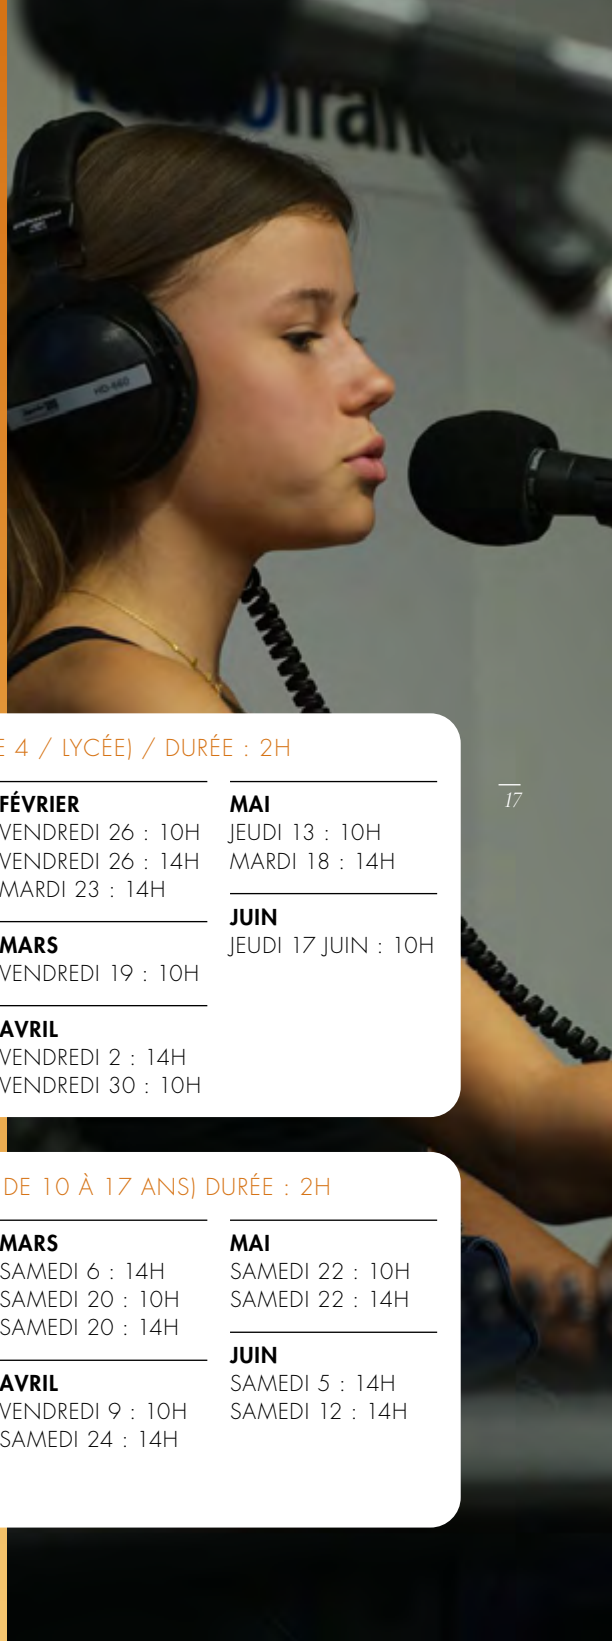 HD-660
E 4 / LYCÉE) / DURÉE : 2H
FÉVRIER
VENDREDI 26 : 10H
VENDREDI 26 : 14H
MARDI 23 : 14H
MARS
VENDREDI 19 : 10H
AVRIL
VENDREDI 2 : 14H
VENDREDI 30 : 10H
MAI
JEUDI 13 : 10H
MARDI 18 : 14H
JUIN
JEUDI 17 JUIN : 10H
17
DE 10 À 17 ANS) DURÉE : 2H
MARS
SAMEDI 6 : 14H
SAMEDI 20 : 10H
SAMEDI 20 : 14H
AVRIL
VENDREDI 9 : 10H
SAMEDI 24 : 14H
MAI
SAMEDI 22 : 10H
SAMEDI 22 : 14H
JUIN
SAMEDI 5 : 14H
SAMEDI 12 : 14H